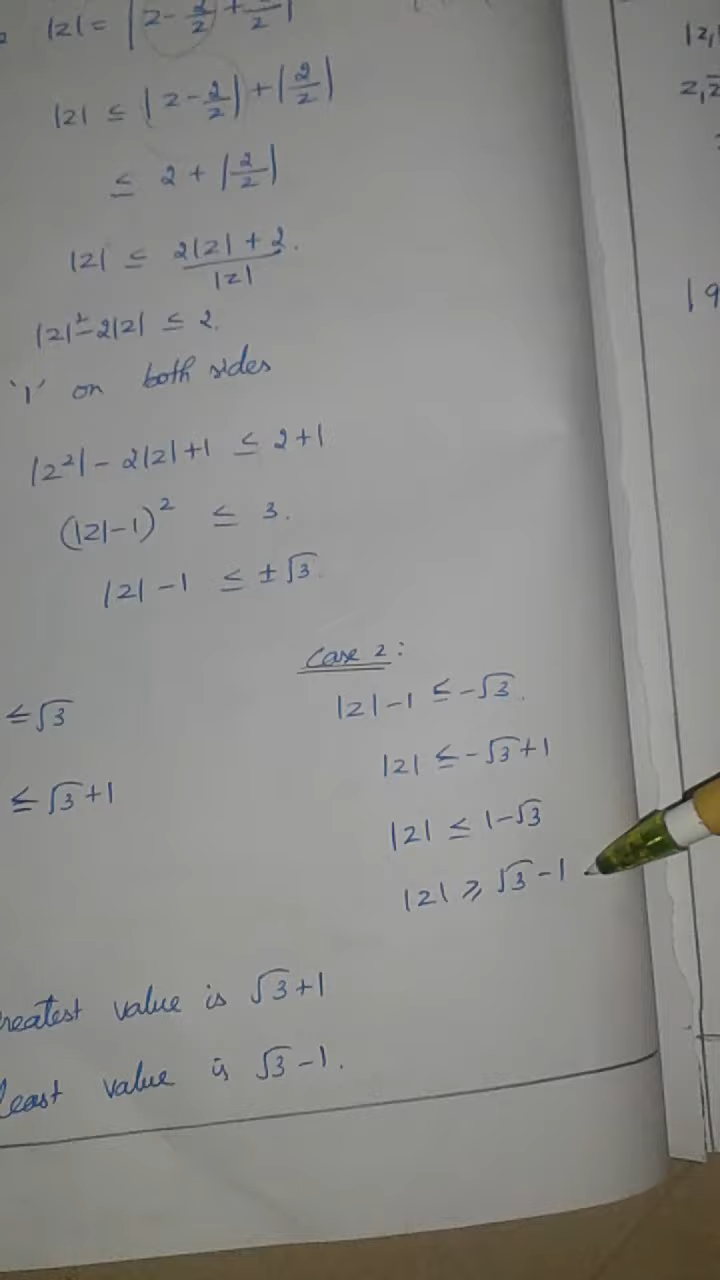 |z| = |z - 2/z + 2/z|
|z| ≤ |z - 2/z| + |2/z|
≤ 2 + |2/z|
|z| ≤ 2|z| + 2 / |z|.
|z|² - 2|z| ≤ 2.
'1' on both sides
|z²| - 2|z| + 1 ≤ 2+1
(|z| - 1)² ≤ 3.
|z| - 1 ≤ ±√3.
Case 2:
≤ √3
|z| - 1 ≤ -√3.
|z| ≤ -√3 + 1
≤ √3 + 1
|z| ≤ 1 - √3
|z| ≥ √3 - 1
reatest value is √3+1
least value is √3 - 1.